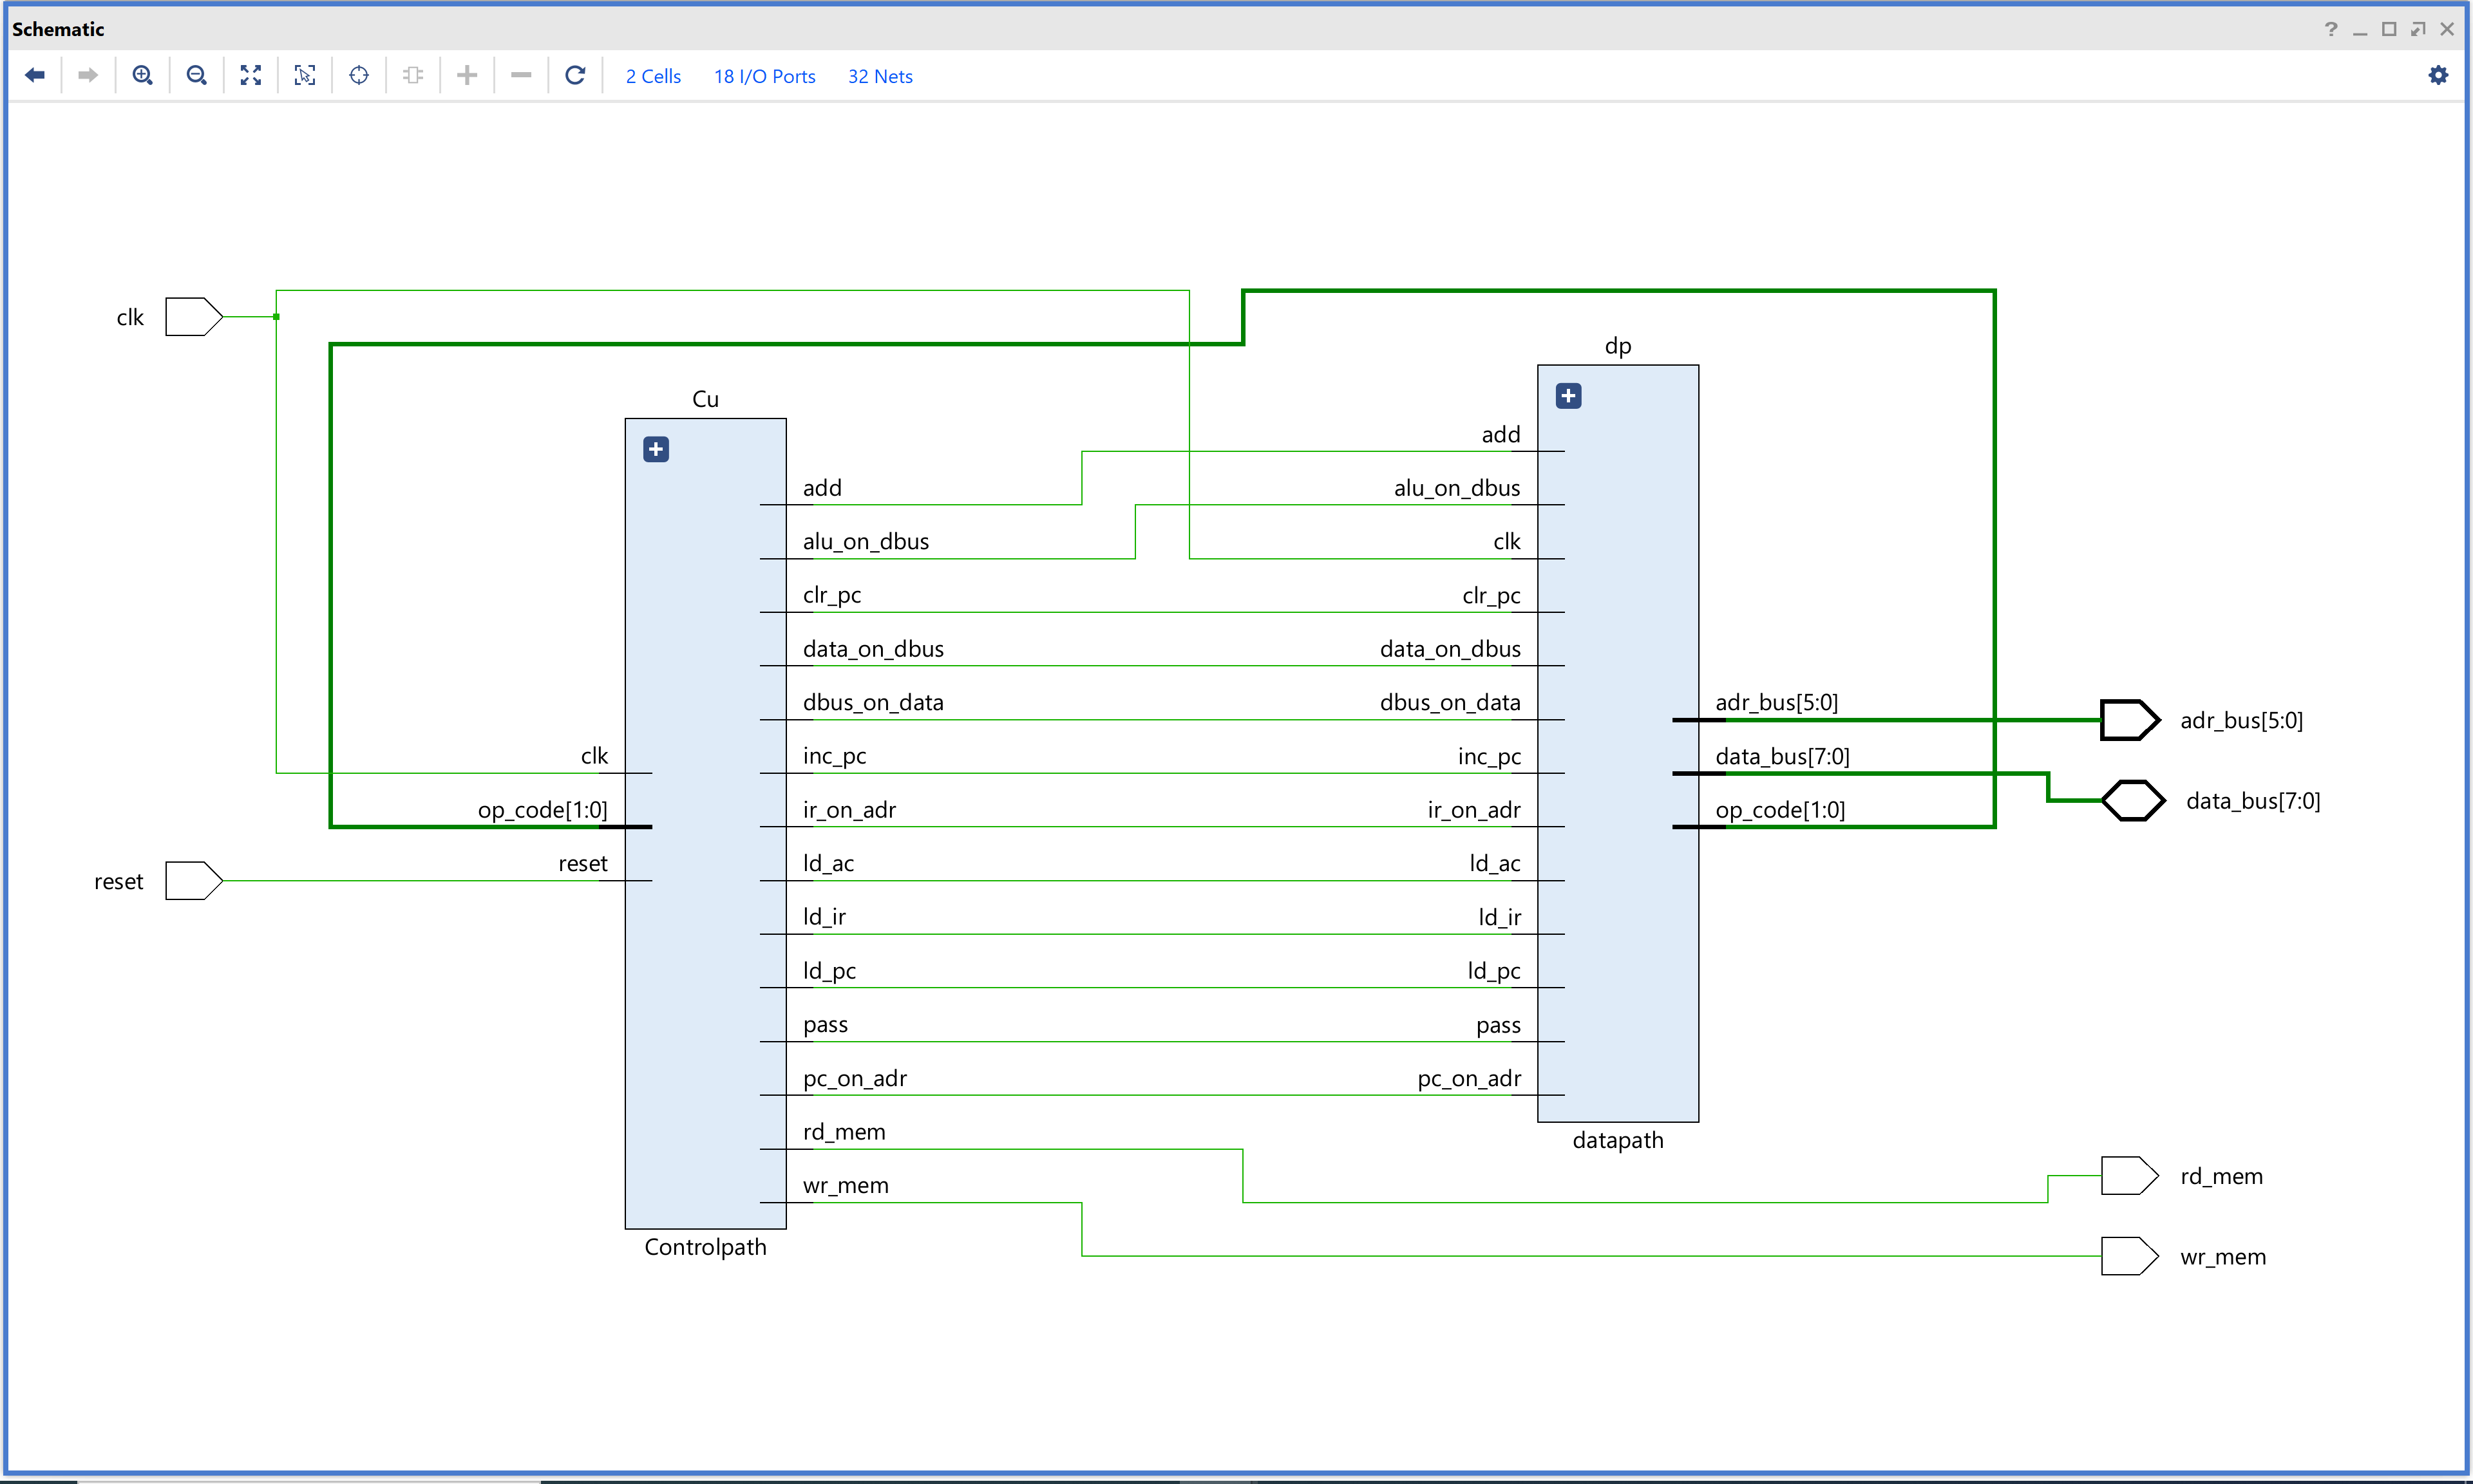 Schematic
2 Cells 18 I/O Ports 32 Nets
clk
dp
Cu
add
add
alu_on_dbus
alu_on_dbus
clk
clr_pc
clr_pc
data_on_dbus
data_on_dbus
dbus_on_data
dbus_on_data
adr_bus[5:0]
adr_bus[5:0]
clk
inc_pc
inc_pc
data_bus[7:0]
data_bus[7:0]
op_code[1:0]
ir_on_adr
ir_on_adr
op_code[1:0]
reset
reset
ld_ac
ld_ac
ld_ir
ld_ir
ld_pc
ld_pc
pass
pass
pc_on_adr
pc_on_adr
rd_mem
datapath
rd_mem
wr_mem
Controlpath
wr_mem